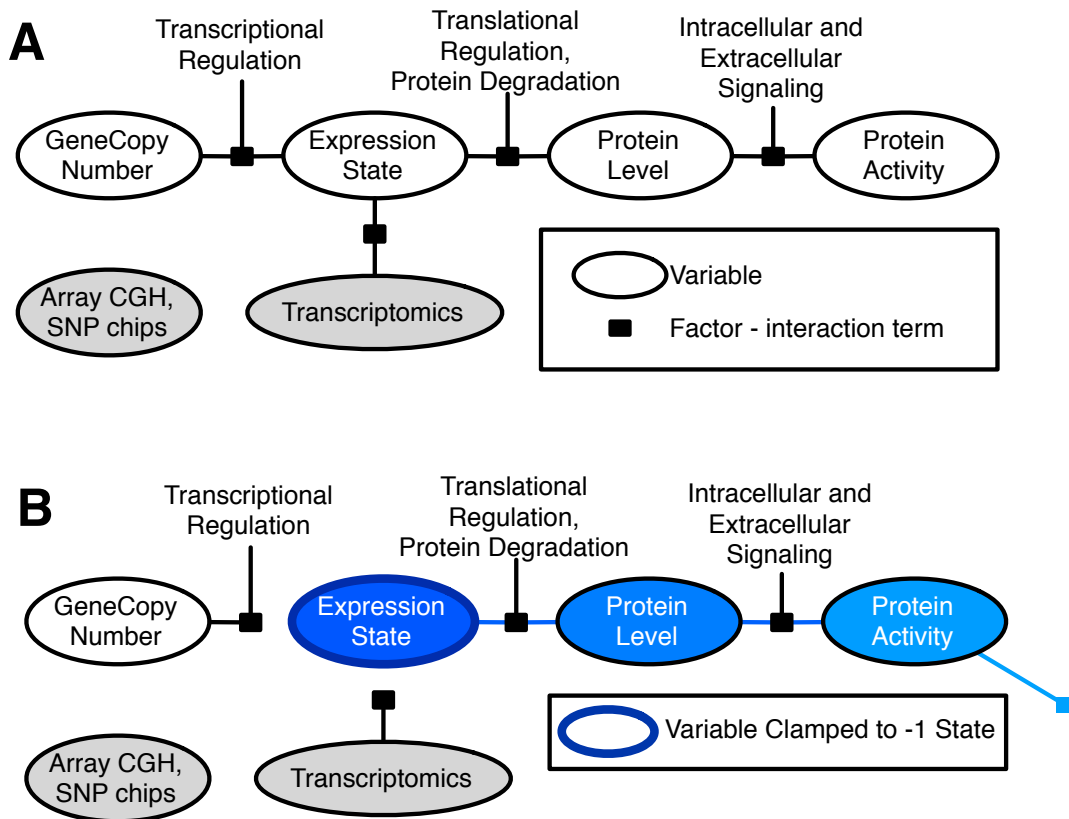 A
Transcriptional
Regulation
Translational
Regulation,
Protein Degradation
Intracellular and
Extracellular
Signaling
GeneCopy
Number
Expression
State
Protein
Level
Protein
Activity
Array CGH,
SNP chips
Transcriptomics
Variable
Factor - interaction term
B
Transcriptional
Regulation
Translational
Regulation,
Protein Degradation
Intracellular and
Extracellular
Signaling
GeneCopy
Number
Expression
State
Protein
Level
Protein
Activity
Array CGH,
SNP chips
Transcriptomics
Variable Clamped to -1 State